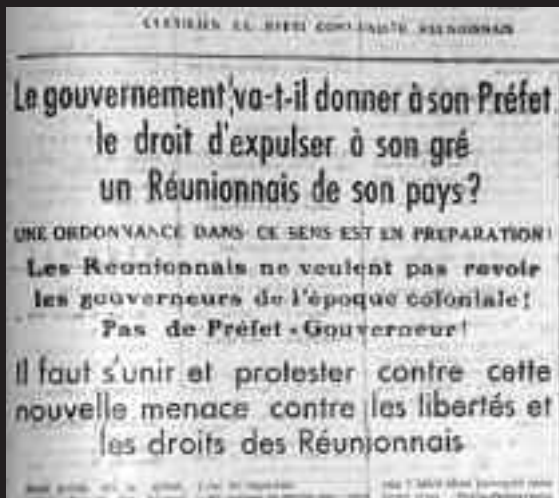 Le gouvernement va-t-il donner à son Préfet
le droit d'expulser à son gré
un Réunionnais de son pays?
UNE ORDONNANCE DANS CE SENS EST EN PREPARATION!
Les Réunionnais ne veulent pas revoir
les gouverneurs de l'époque coloniale!
Pas de Préfet-Gouverneur!
Il faut s'unir et protester contre cette
nouvelle menace contre les libertés et
les droits des Réunionnais